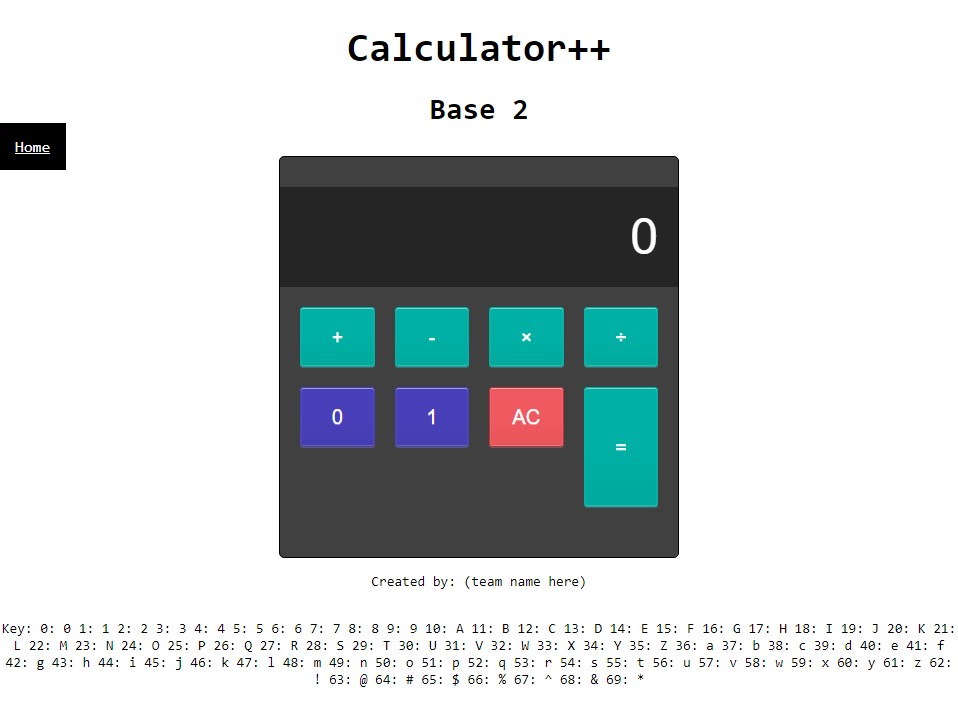 Calculator++
Base 2
Home
0
+ - × ÷
0 1 AC
=
Created by: (team name here)
Key: 0: 0 1: 1 2: 2 3: 3 4: 4 5: 5 6: 6 7: 7 8: 8 9: 9 10: A 11: B 12: C 13: D 14: E 15: F 16: G 17: H 18: I 19: J 20: K 21:
L 22: M 23: N 24: O 25: P 26: Q 27: R 28: S 29: T 30: U 31: V 32: W 33: X 34: Y 35: Z 36: a 37: b 38: c 39: d 40: e 41: f
42: g 43: h 44: i 45: j 46: k 47: l 48: m 49: n 50: o 51: p 52: q 53: r 54: s 55: t 56: u 57: v 58: w 59: x 60: y 61: z 62:
! 63: @ 64: # 65: $ 66: % 67: ^ 68: & 69: *